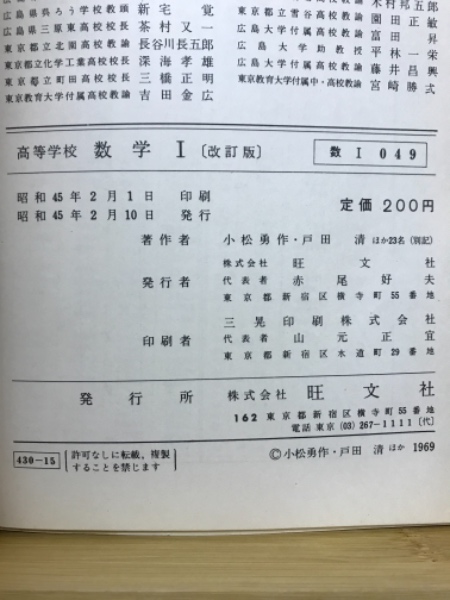 広島県呉ろう学校教頭 新宅 覚
広島県三原東高校校長 茶村又一
東京都立北園高校教諭 長谷川長五郎
東京都立化学工業高校校長 深海孝雄
東京都立町田高校校長 三橋正明
東京教育大学付属高校教諭 吉田金広
木村邦五郎
東京都立雪谷高校教諭 園田正敏
広島大学付属高校教諭 富田 昇
広島大学助教授 平林一栄
広島大学付属高校教諭 藤井昌興
東京教育大学付属中・高校教諭 宮崎勝弌
高等学校 数学 I 〔改訂版〕
数 I 049
昭和45年2月1日 印刷
昭和45年2月10日 発行
定価 200円
著作者 小松勇作・戸田 清 ほか23名(別記)
株式会社 旺文社
発行者 代表者 赤尾好夫
東京都新宿区横寺町55番地
三晃印刷株式会社
印刷者 代表者 山元正宜
東京都新宿区水道町29番地
発行所 株式会社 旺文社
162 東京都新宿区横寺町55番地
電話東京(03)267-1111〔代〕
430-15
許可なしに転載,複製
することを禁じます
©小松勇作・戸田 清 ほか 1969